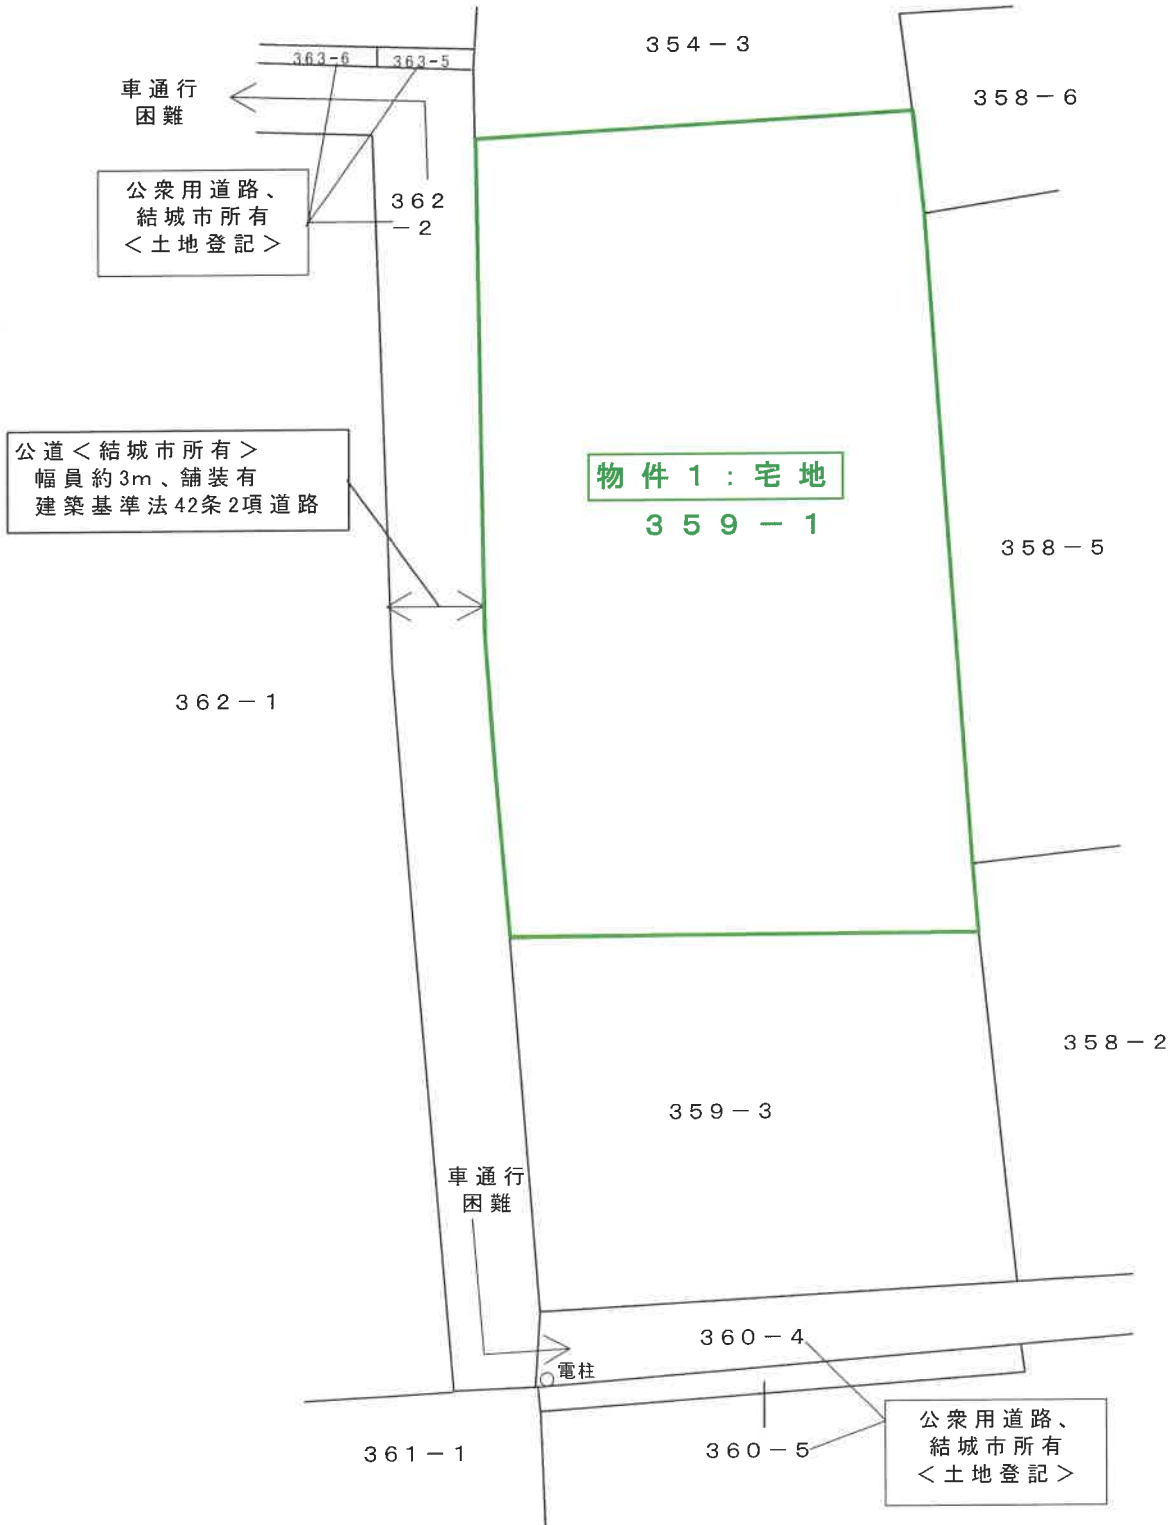 354－3
363-6
363-5
車通行
困難
358－6
公衆用道路、
結城市所有
＜土地登記＞
362
－2
公道＜結城市所有＞
幅員約3m、舗装有
建築基準法42条2項道路
物件1：宅地
359－1
358－5
362－1
358－2
359－3
車通行
困難
360－4
電柱
公衆用道路、
結城市所有
＜土地登記＞
361－1
360－5